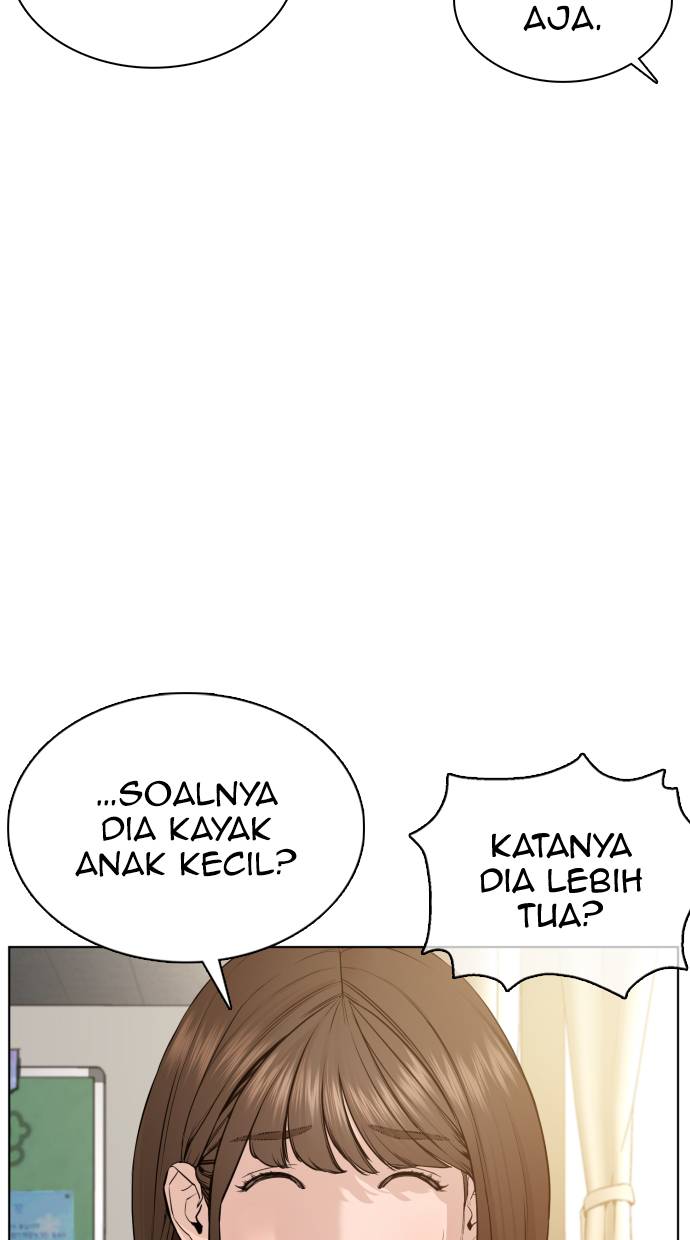 AJA.
...SOALNYA
DIA KAYAK
ANAK KECIL?
KATANYA
DIA LEBIH
TUA?